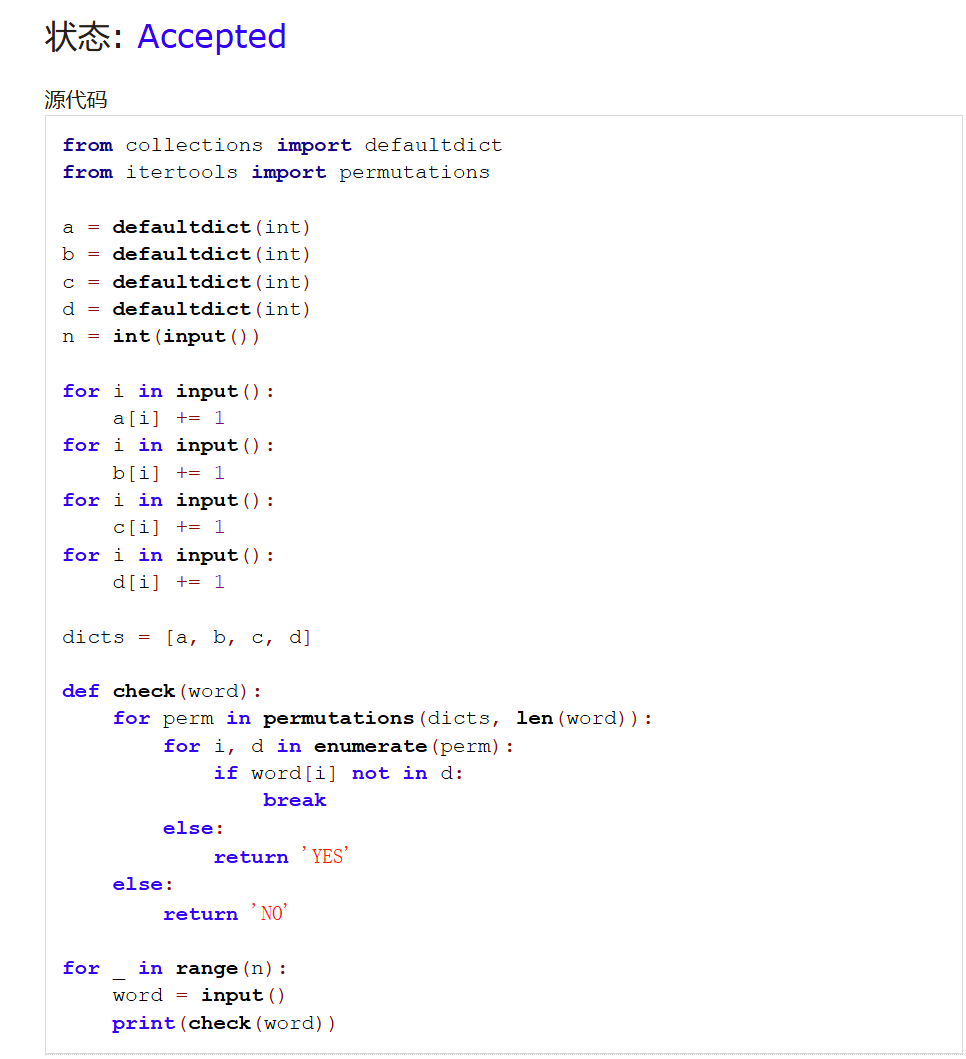 状态: Accepted
源代码
from collections import defaultdict
from itertools import permutations
a = defaultdict(int)
b = defaultdict(int)
c = defaultdict(int)
d = defaultdict(int)
n = int(input())
for i in input():
    a[i] += 1
for i in input():
    b[i] += 1
for i in input():
    c[i] += 1
for i in input():
    d[i] += 1
dicts = [a, b, c, d]
def check(word):
    for perm in permutations(dicts, len(word)):
        for i, d in enumerate(perm):
            if word[i] not in d:
                break
        else:
            return 'YES'
    else:
        return 'NO'
for _ in range(n):
    word = input()
    print(check(word))